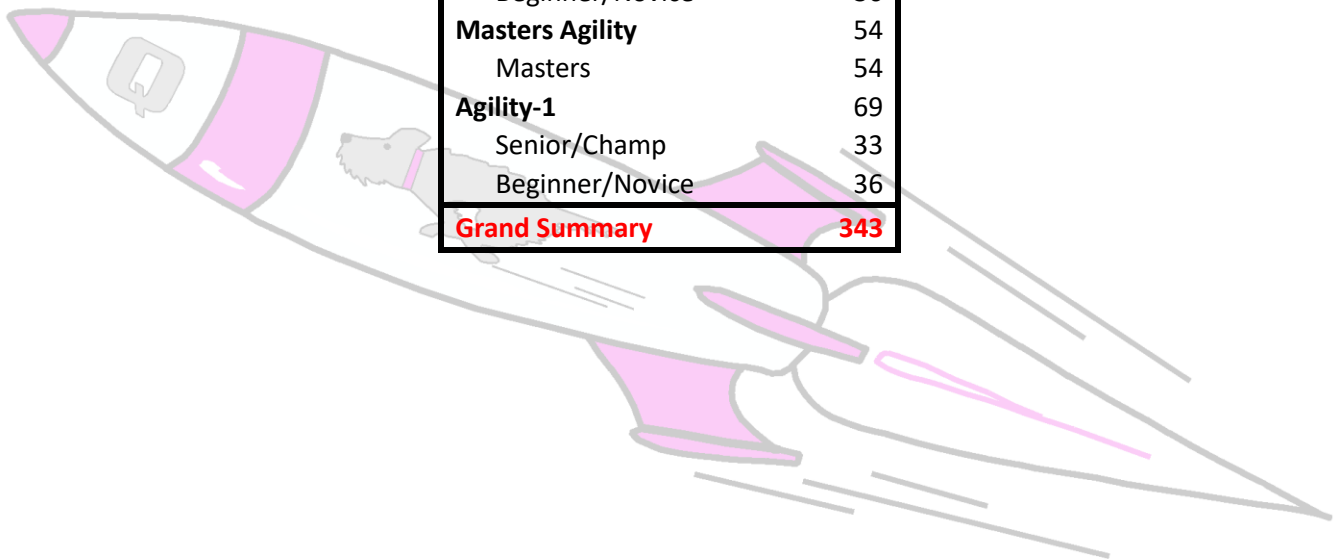 Q
Masters Agility 54
Masters 54
Agility-1 69
Senior/Champ 33
Beginner/Novice 36
Grand Summary 343